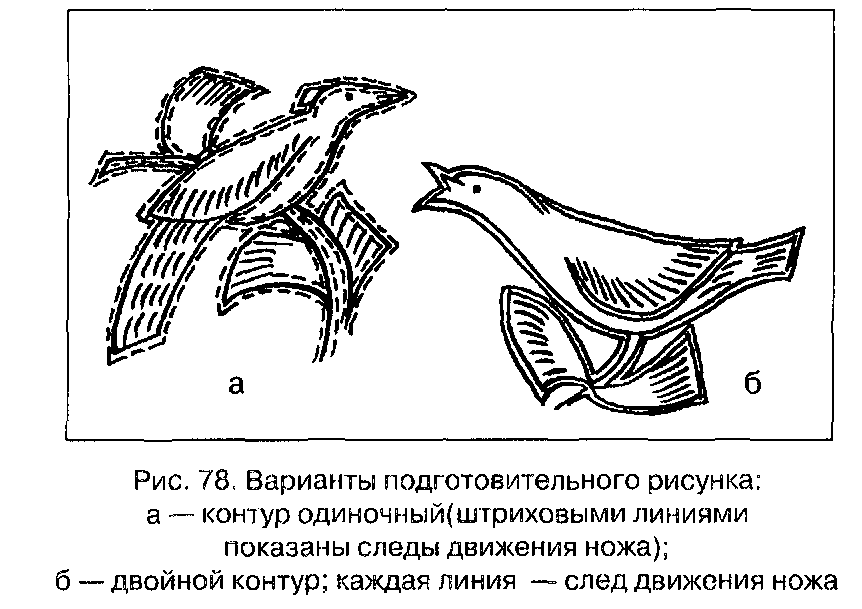 а
б
Рис. 78. Варианты подготовительного рисунка:
а — контур одиночный(штриховыми линиями
показаны следы движения ножа);
б — двойной контур; каждая линия — след движения ножа